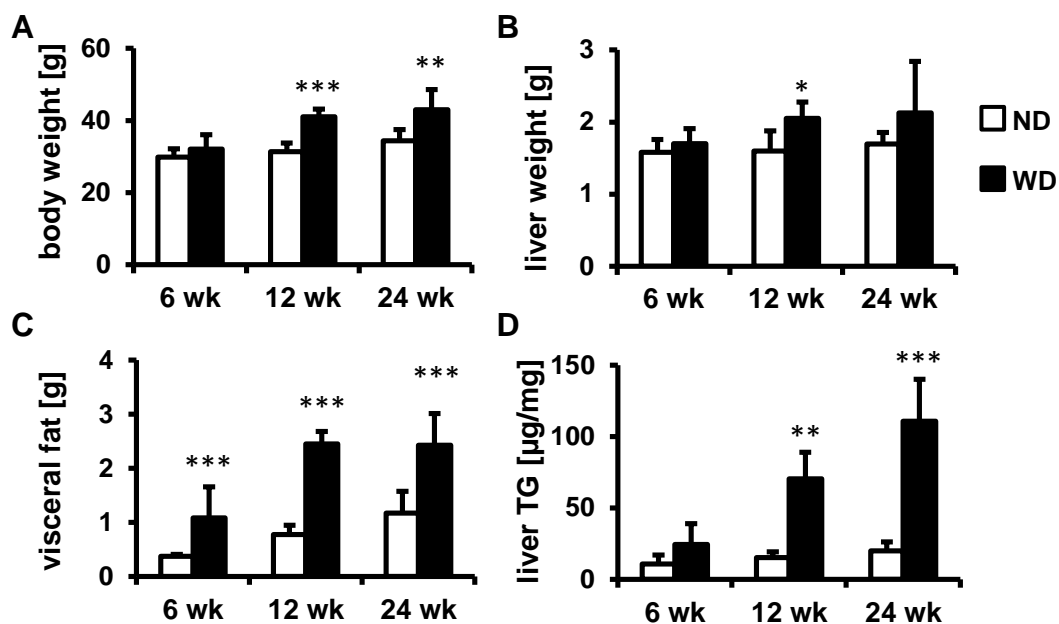 A
body weight [g]
60
40
20
0
***
**
6 wk 12 wk 24 wk
B
liver weight [g]
3
2
1
0
*
6 wk 12 wk 24 wk
ND
WD
C
visceral fat [g]
4
3
2
1
0
***
***
***
6 wk 12 wk 24 wk
D
liver TG [µg/mg]
150
100
50
0
**
***
6 wk 12 wk 24 wk